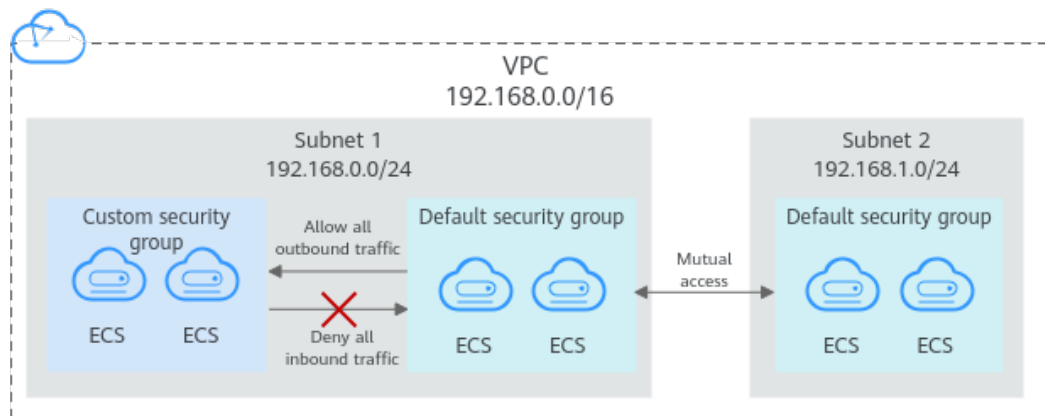 VPC
192.168.0.0/16
Subnet 1
192.168.0.0/24
Custom security
group
ECS
ECS
Allow all
outbound traffic
Deny all
inbound traffic
Default security group
ECS
ECS
Mutual
access
Subnet 2
192.168.1.0/24
Default security group
ECS
ECS